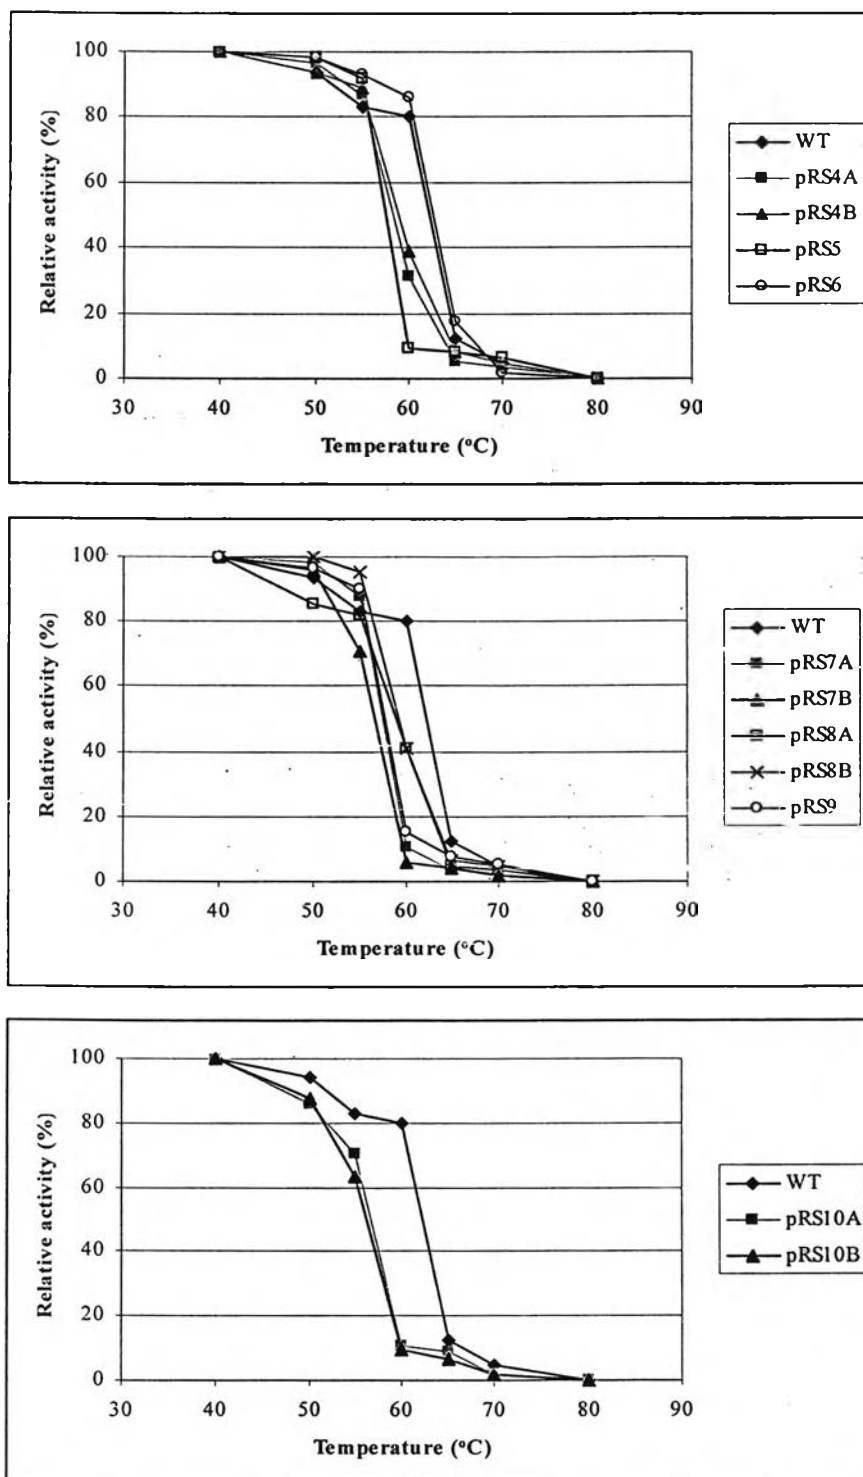 Relative activity (%)
100
80
60
40
20
0
30 40 50 60 70 80 90
Temperature (°C)
WT
pRS4A
pRS4B
pRS5
pRS6
Relative activity (%)
100
80
60
40
20
0
30 40 50 60 70 80 90
Temperature (°C)
WT
pRS7A
pRS7B
pRS8A
pRS8B
pRS9
Relative activity (%)
100
80
60
40
20
0
30 40 50 60 70 80 90
Temperature (°C)
WT
pRS10A
pRS10B